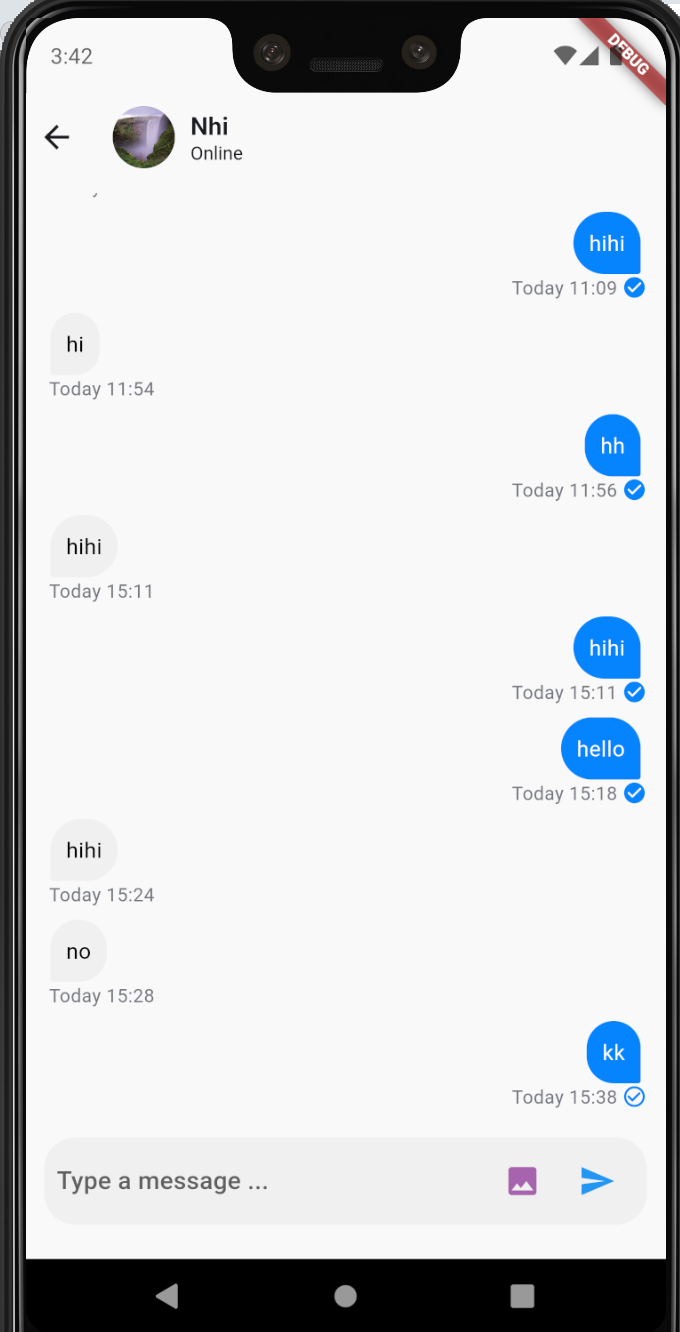 3:42
DEBUG
Nhi
Online
hihi
Today 11:09
hi
Today 11:54
hh
Today 11:56
hihi
Today 15:11
hihi
Today 15:11
hello
Today 15:18
hihi
Today 15:24
no
Today 15:28
kk
Today 15:38
Type a message ...